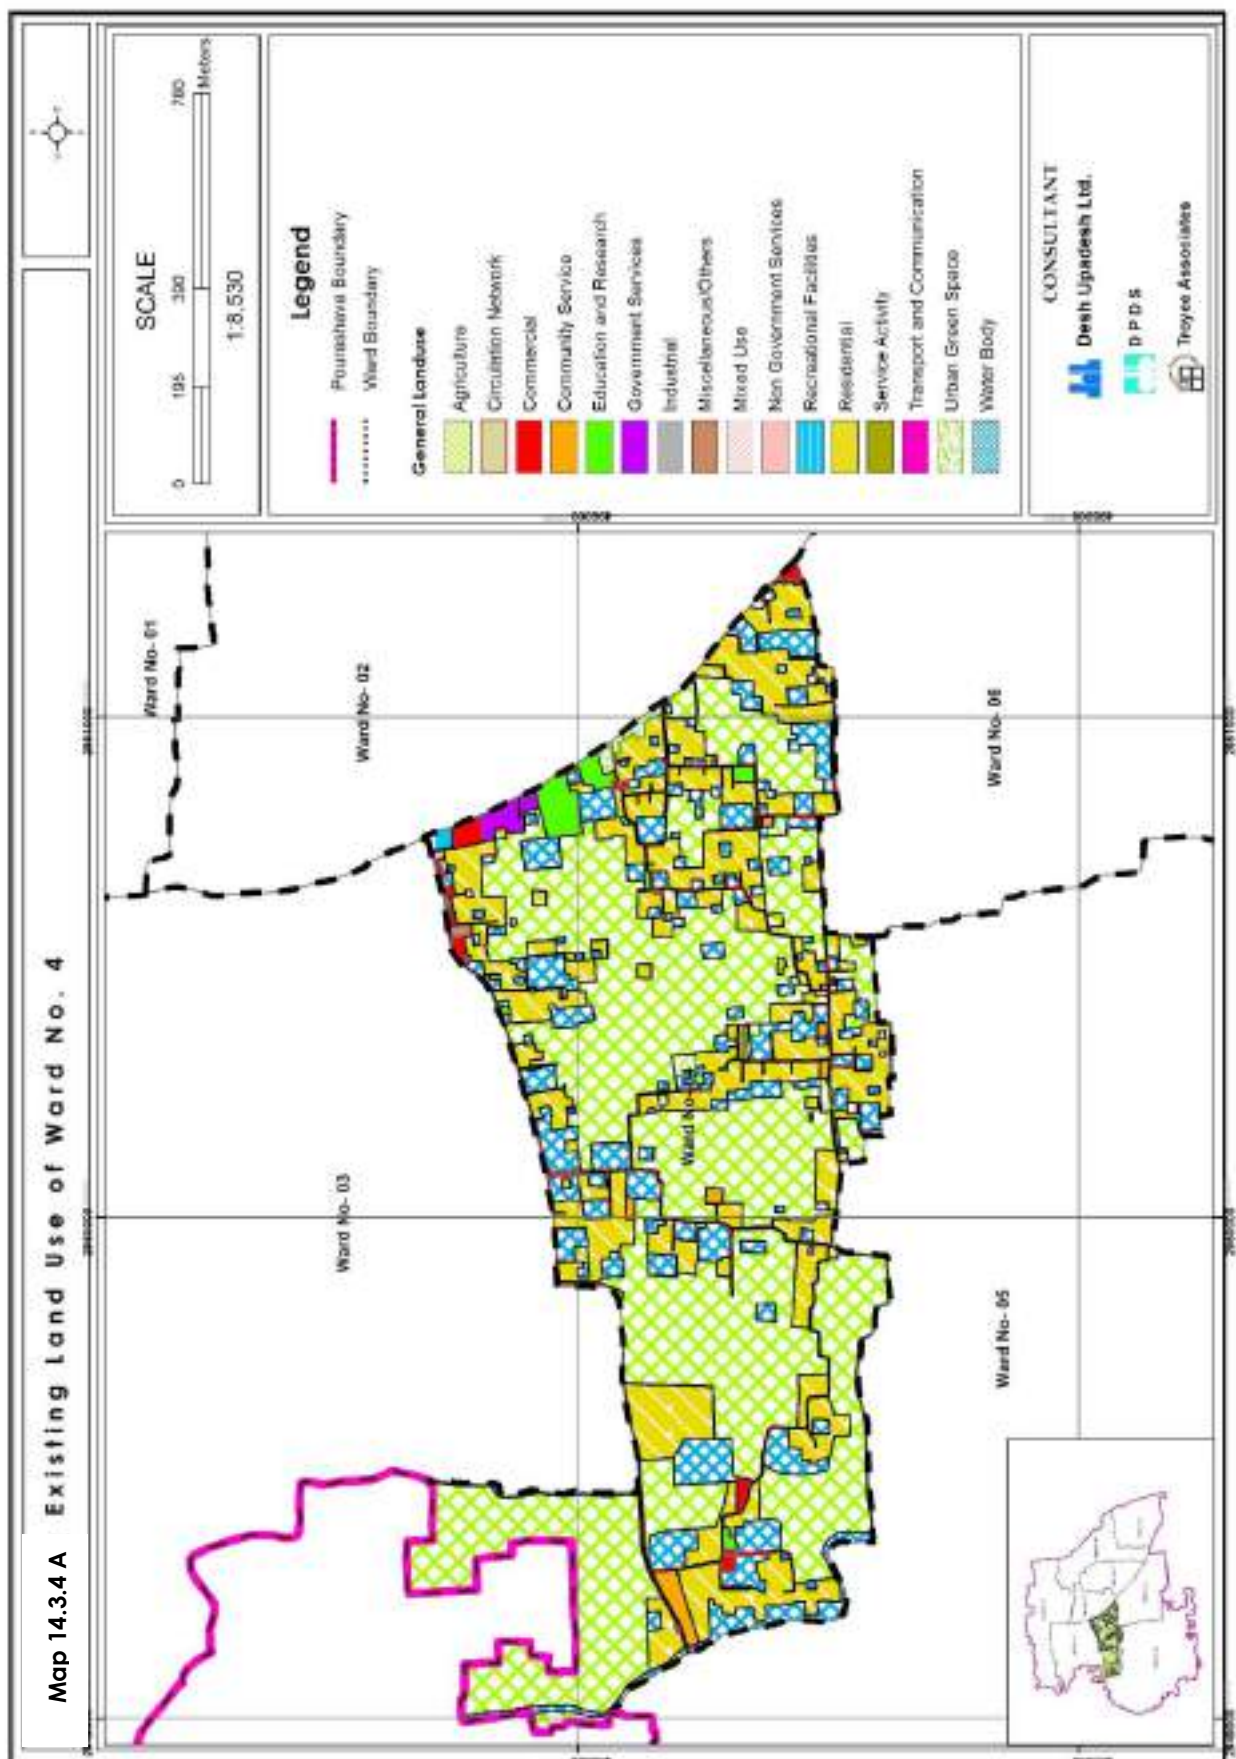 Map 14.3.4 A Existing Land Use of Ward No. 4
SCALE
0 195 390 780
Meters
1:8,530
Legend
Pourashava Boundary
Ward Boundary
General Landuse
Agriculture
Circulation Network
Commercial
Community Service
Education and Research
Government Services
Industrial
Miscellaneous/Others
Mixed Use
Non Government Services
Recreational Facilities
Residential
Service Activity
Transport and Communication
Urban Green Space
Water Body
CONSULTANT
Desh Upadesh Ltd.
DPDS
Troyee Associates
Ward No- 01
Ward No- 02
Ward No- 03
Ward No-
Ward No- 05
Ward No- 06